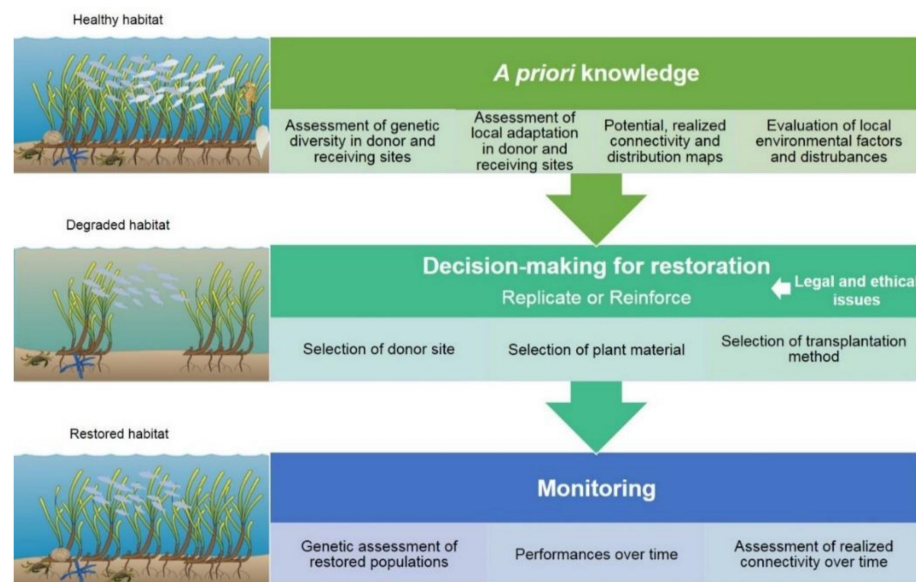 Healthy habitat
A priori knowledge
Assessment of genetic
diversity in donor and
receiving sites
Assessment of
local adaptation
in donor and
receiving sites
Potential, realized
connectivity and
distribution maps
Evaluation of local
environmental factors
and distrubances
Degraded habitat
Decision-making for restoration
Replicate or Reinforce
Legal and ethical
issues
Selection of donor site
Selection of plant material
Selection of transplantation
method
Restored habitat
Monitoring
Genetic assessment of
restored populations
Performances over time
Assessment of realized
connectivity over time